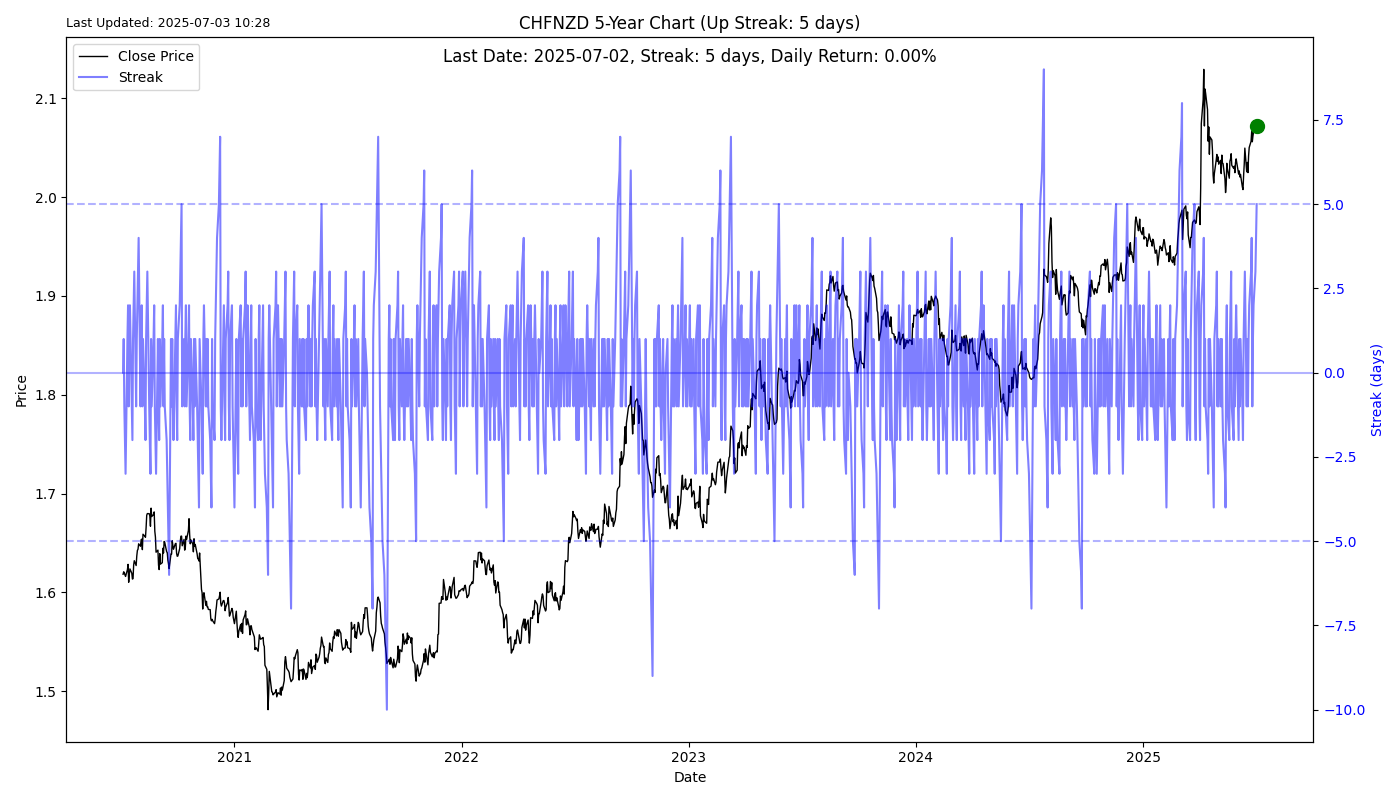 Last Updated: 2025-07-03 10:28
CHFNZD 5-Year Chart (Up Streak: 5 days)
Last Date: 2025-07-02, Streak: 5 days, Daily Return: 0.00%
Close Price
Streak
Price
2.1
2.0
1.9
1.8
1.7
1.6
1.5
7.5
5.0
2.5
0.0
−2.5
−5.0
−7.5
−10.0
Streak (days)
2021
2022
2023
2024
2025
Date